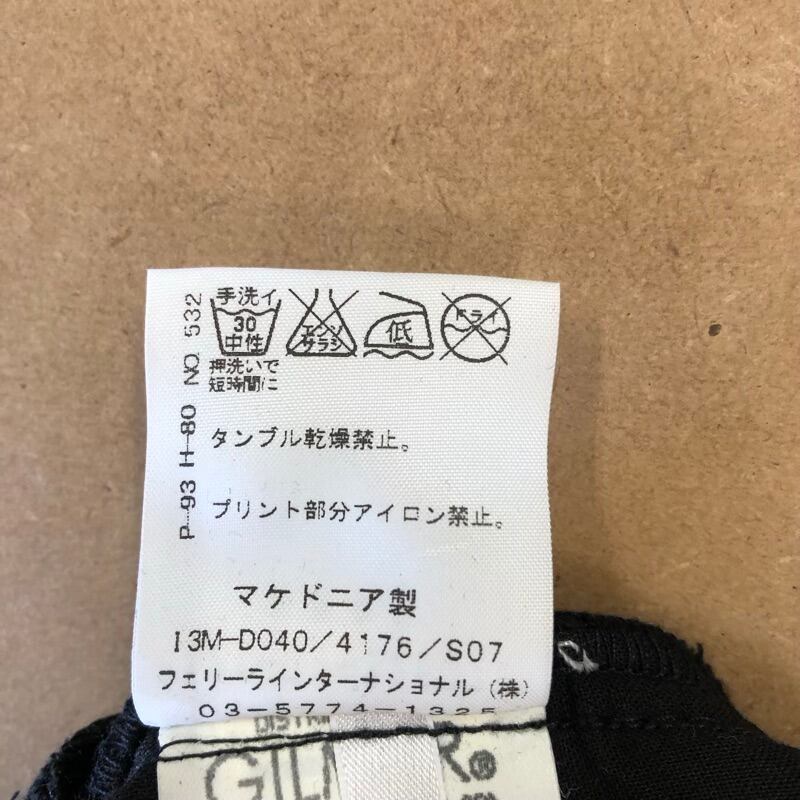 手洗イ
30
中性
エンソ
サラシ
低
ドライ
押洗いで
短時間に
P-93 H-80 NO 532
タンブル乾燥禁止。
プリント部分アイロン禁止。
マケドニア製
13M-D040/4176/S07
フェリーラインターナショナル(株)
03-5774-1325